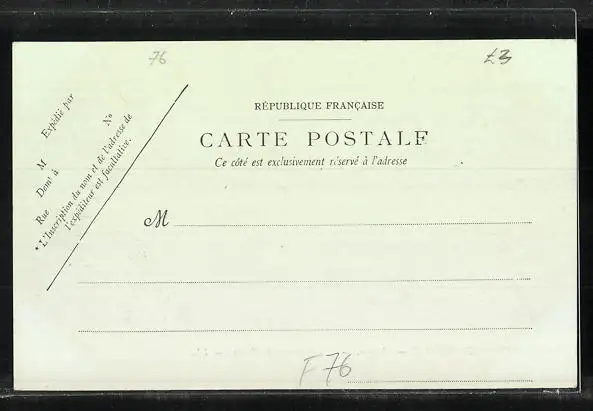 76
£3
RÉPUBLIQUE FRANÇAISE
CARTE POSTALE
Ce côté est exclusivement réservé à l'adresse
Expédié par
M
Demt à
Rue Nº
* L'Inscription du nom et de l'adresse de
l'expéditeur est facultative.
M
F76